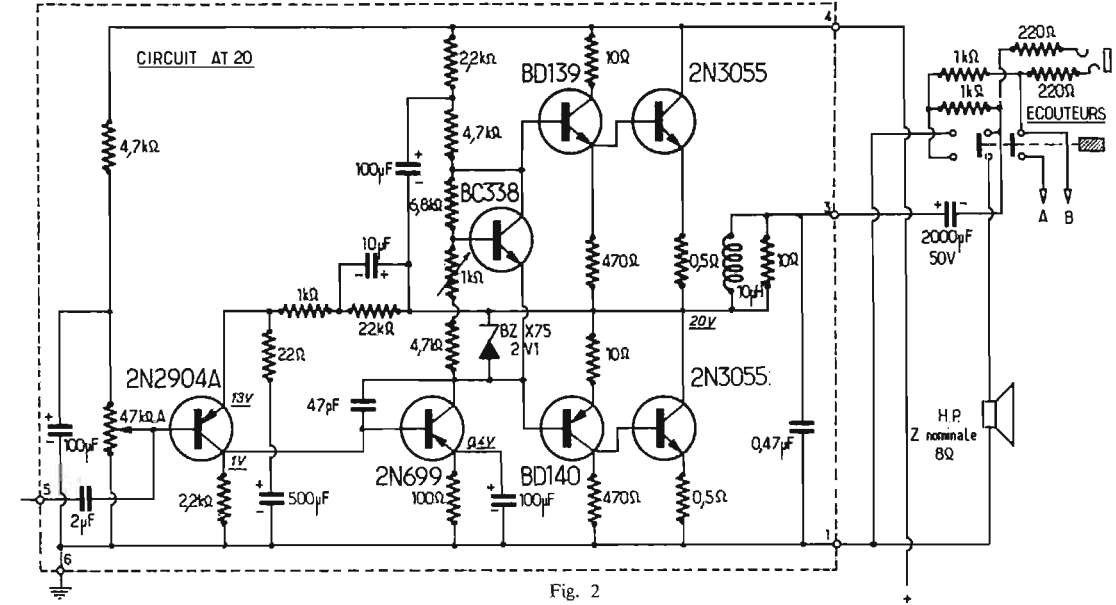 4
CIRCUIT AT 20
2,2kΩ
BD139
10Ω
2N3055
220Ω
1kΩ
1kΩ
220Ω
ECOUTEURS
4,7kΩ
4,7kΩ
100µF
+
-
6,8kΩ
BC338
A
B
3
+
-
2000µF
50V
10µF
-
+
1kΩ
470Ω
0,5Ω
10µH
10Ω
1kΩ
22kΩ
20V
BZ X75
2V1
22Ω
4,7kΩ
10Ω
2N2904A
13V
47pF
2N3055
47kΩA
+
-
100µF
1V
0,4V
0,47µF
H.P.
Z nominale
8Ω
2N699
BD140
5
2µF
2,2kΩ
+
-
500µF
100Ω
+
-
100µF
470Ω
0,5Ω
1
6
+
Fig. 2